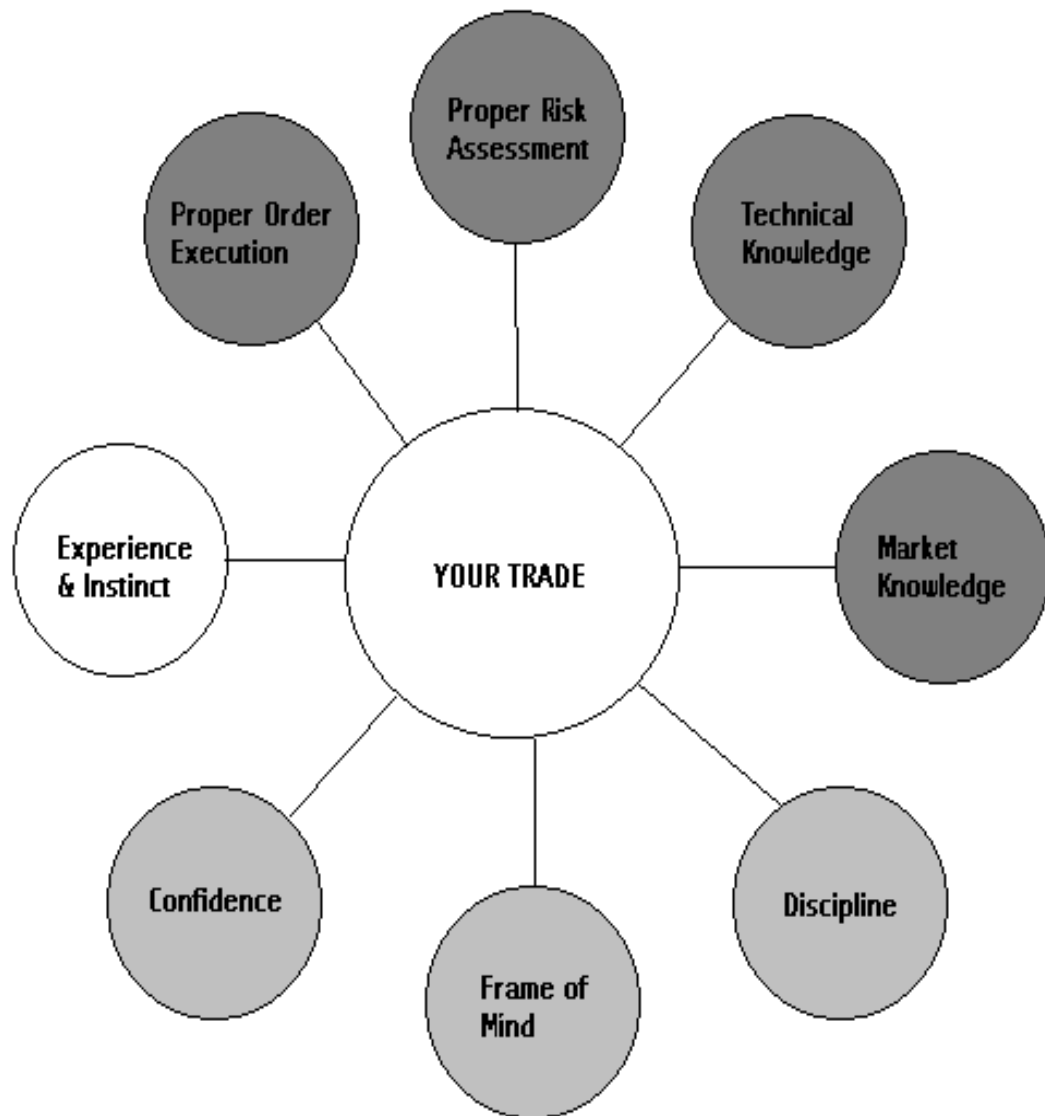 Proper Risk
Assessment
Proper Order
Execution
Technical
Knowledge
Experience
& Instinct
YOUR TRADE
Market
Knowledge
Confidence
Discipline
Frame of
Mind